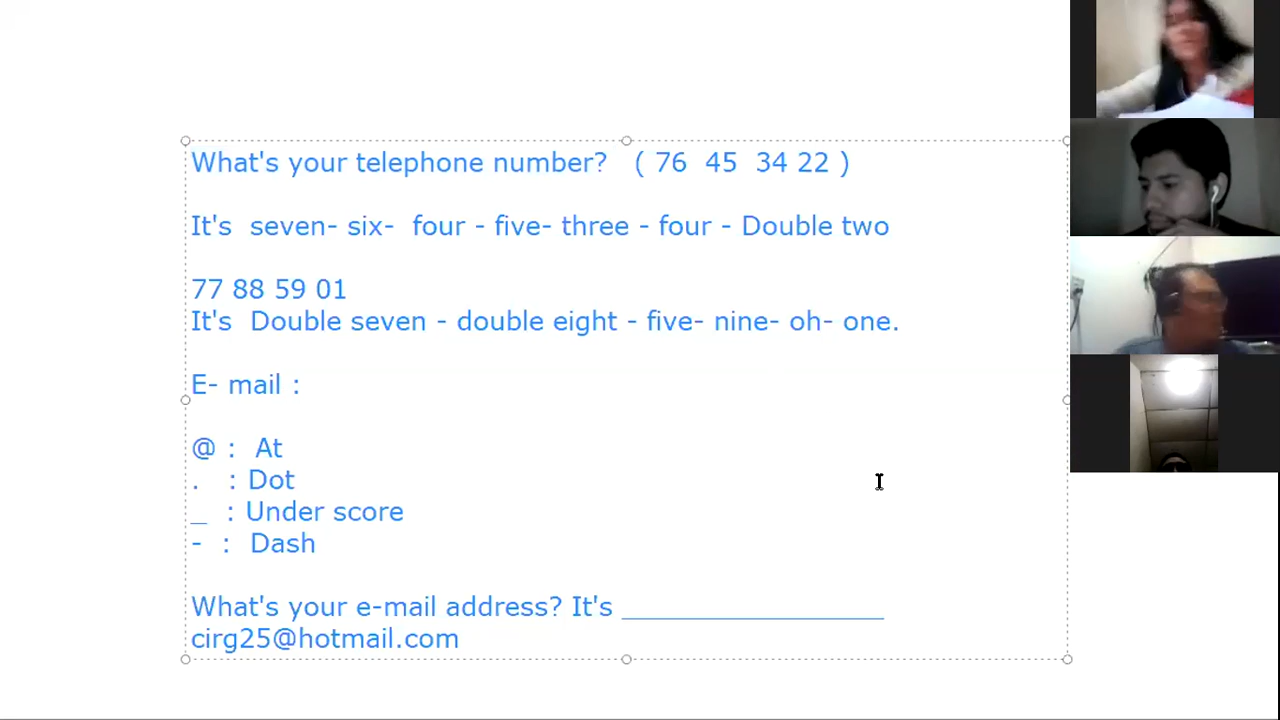 What's your telephone number? ( 76 45 34 22 )
It's seven- six- four - five- three - four - Double two
77 88 59 01
It's Double seven - double eight - five- nine- oh- one.
E- mail :
@ : At
. : Dot
_ : Under score
- : Dash
What's your e-mail address? It's ___________________
cirg25@hotmail.com